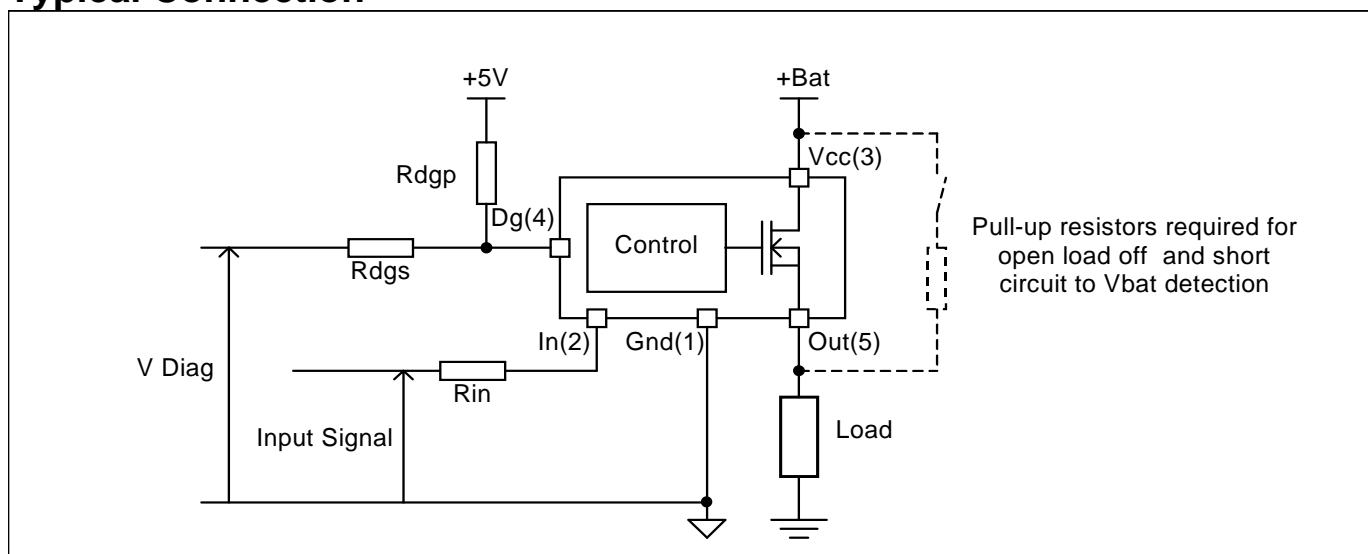 Typical Connection
+5V
+Bat
Vcc(3)
Rdgp
Dg(4)
Control
Rdgs
Pull-up resistors required for
open load off and short
circuit to Vbat detection
In(2)
Gnd(1)
Out(5)
V Diag
Rin
Input Signal
Load